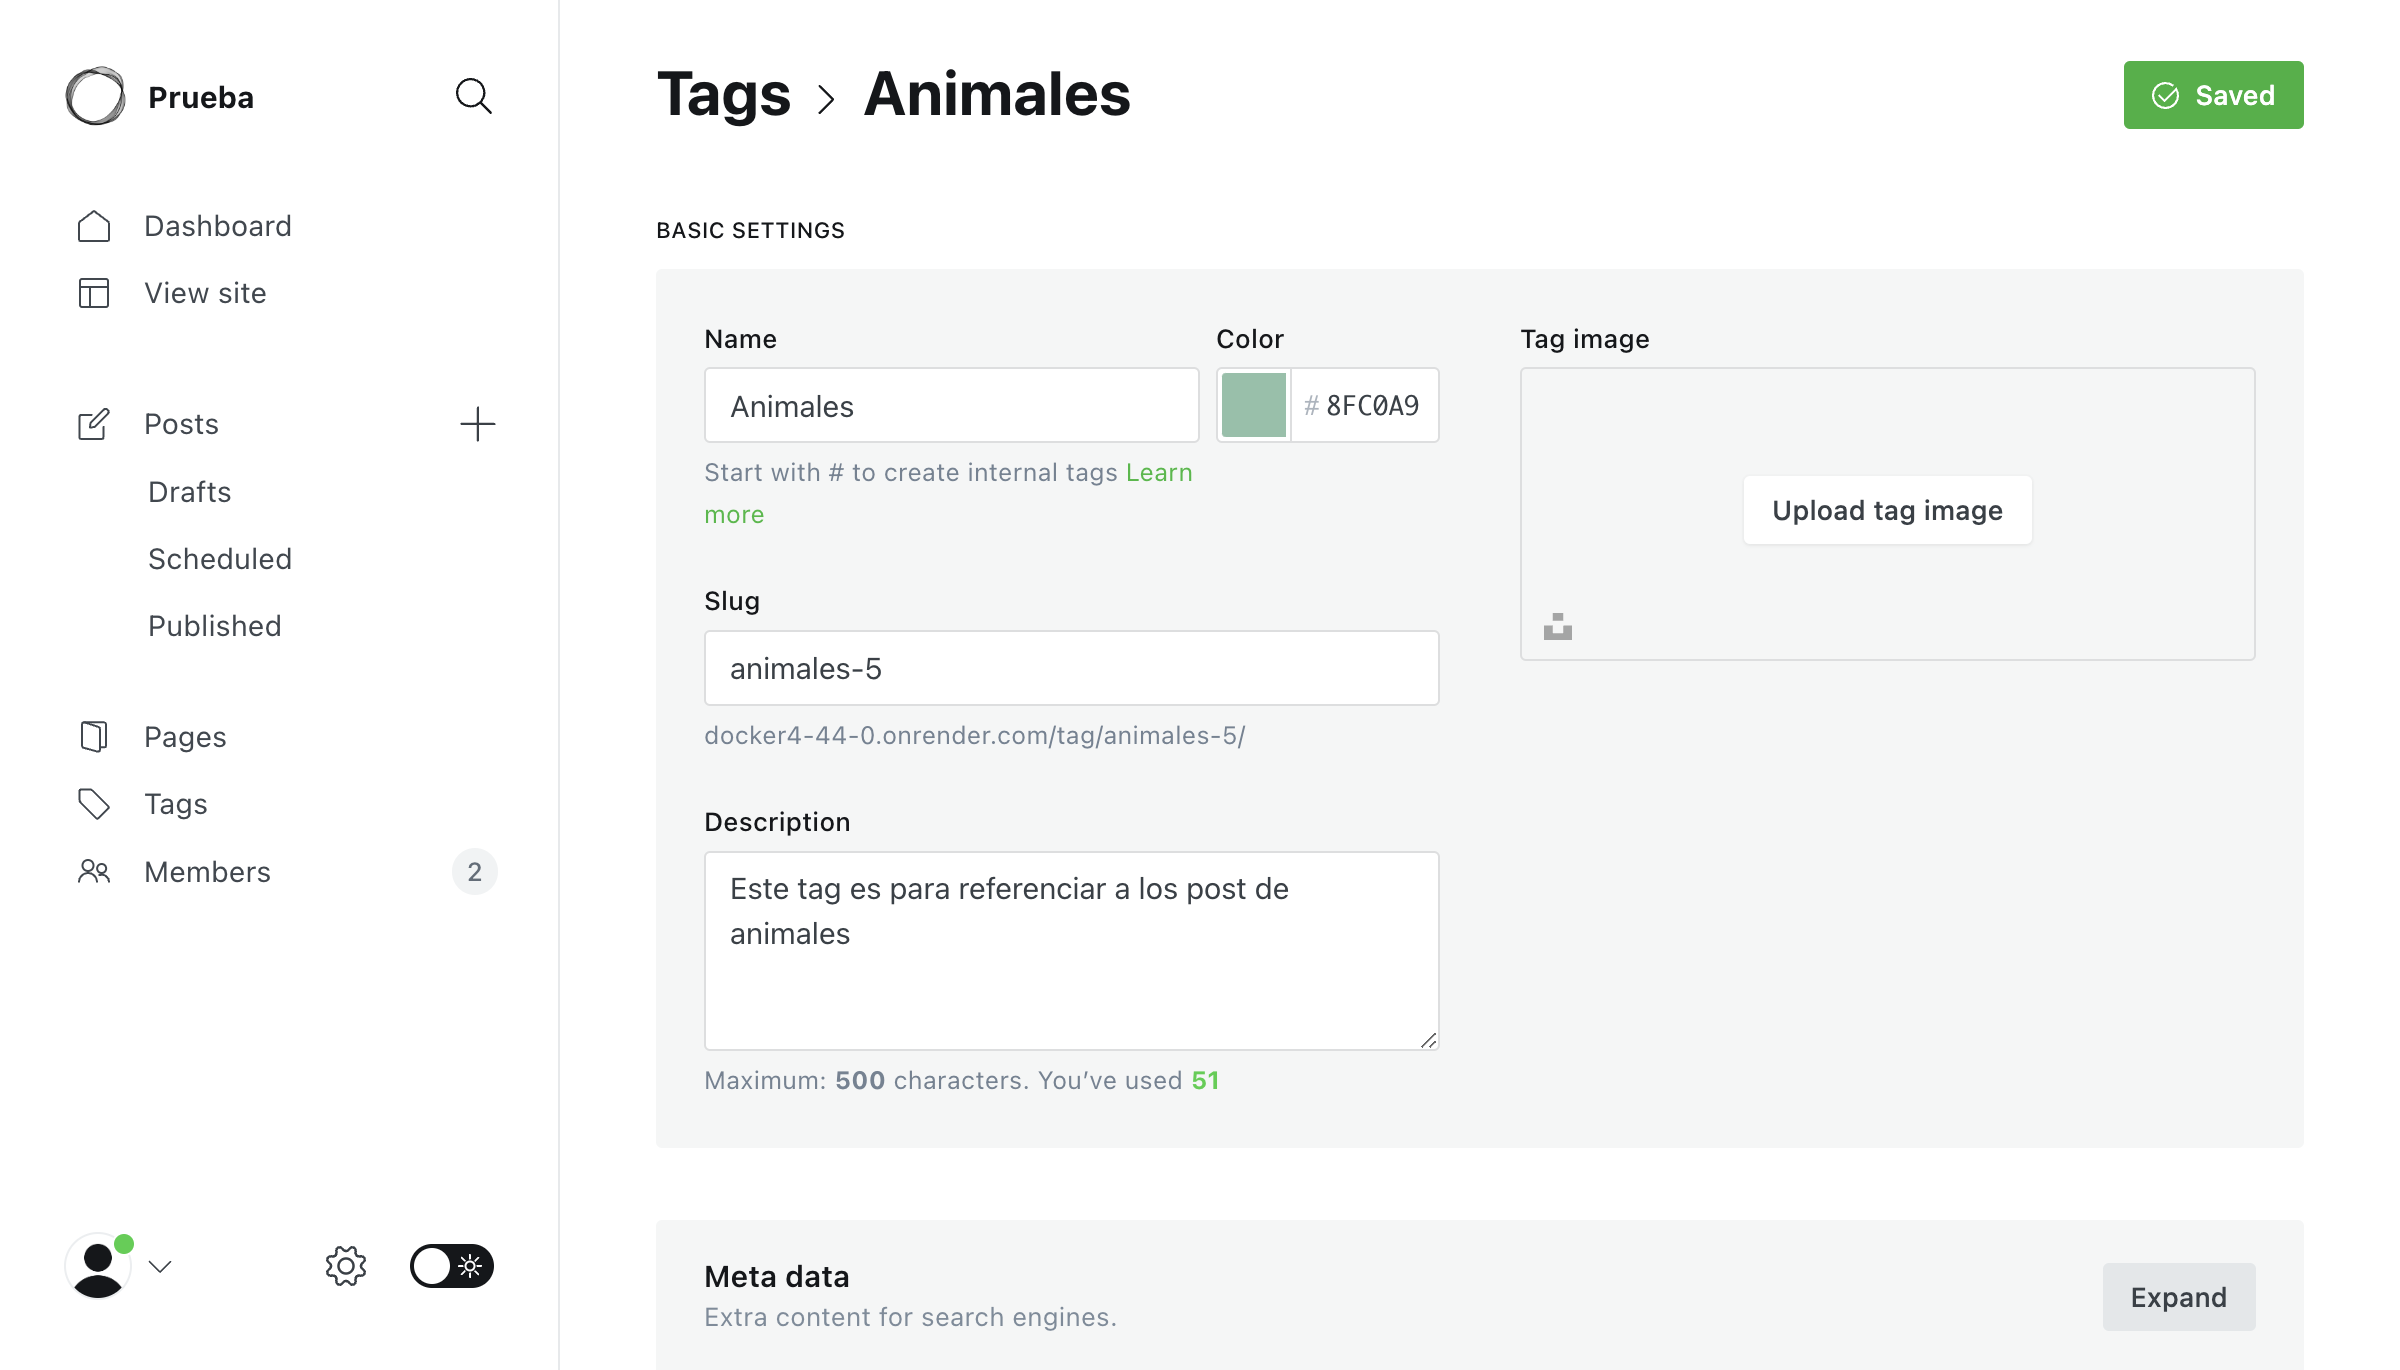 Prueba
Dashboard
View site
Posts
Drafts
Scheduled
Published
Pages
Tags
Members
2
Tags > Animales
Saved
BASIC SETTINGS
Name
Animales
Start with # to create internal tags Learn
more
Color
# 8FC0A9
Slug
animales-5
docker4-44-0.onrender.com/tag/animales-5/
Description
Este tag es para referenciar a los post de
animales
Maximum: 500 characters. You’ve used 51
Tag image
Upload tag image
Meta data
Extra content for search engines.
Expand